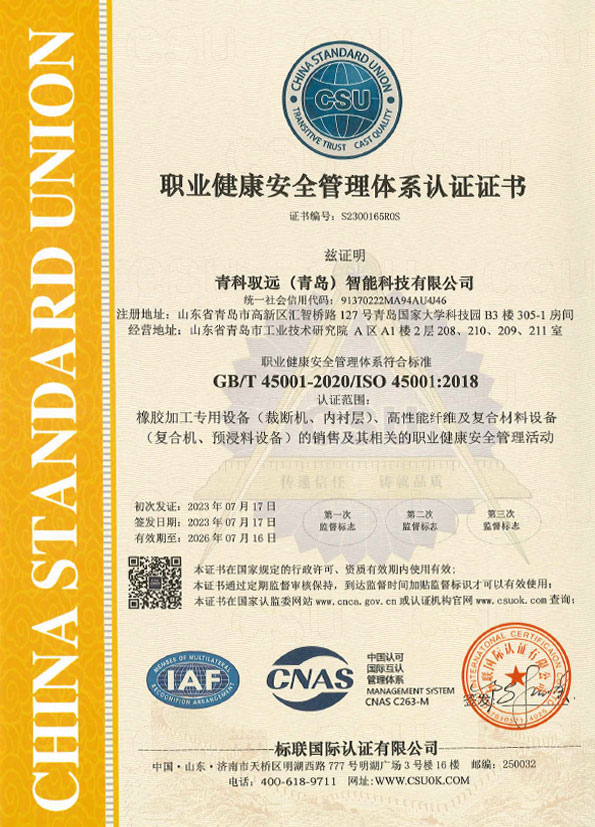 CHINA STANDARD UNION
CHINA STANDARD UNION
CSU
TRANSITIVE TRUST CAST QUALITY
职业健康安全管理体系认证证书
证书编号：S2300165R0S
兹证明
青科驭远（青岛）智能科技有限公司
统一社会信用代码：91370222MA94AU4J46
注册地址：山东省青岛市高新区汇智桥路 127 号青岛国家大学科技园 B3 楼 305-1 房间
经营地址：山东省青岛市工业技术研究院 A 区 A1 楼 2 层 208、210、209、211 室
职业健康安全管理体系符合标准
GB/T 45001-2020/ISO 45001:2018
认证范围：
橡胶加工专用设备（裁断机、内衬层）、高性能纤维及复合材料设备
（复合机、预浸料设备）的销售及其相关的职业健康安全管理活动
传递信任 铸就品质
初次发证：2023 年 07 月 17 日
签发日期：2023 年 07 月 17 日
有效期至：2026 年 07 月 16 日
第一次
监督标志
第二次
监督标志
第三次
监督标志
本证书在国家规定的行政许可、资质有效期内使用有效；
本证书通过定期监督审核保持，到达监督时间加贴监督标识才可以有效使用；
本证书在国家认监委网站 www.cnca.gov.cn 或认证机构官网 www.csuok.com 查询；
MEMBER OF MULTILATERAL
IAF
RECOGNITION ARRANGEMENT
CNAS
中国认可
国际互认
管理体系
MANAGEMENT SYSTEM
CNAS C263-M
签发
标联国际认证有限公司
中国·山东·济南市天桥区明湖西路 777 号明湖广场 3 号楼 16 楼 邮编：250032
电话：400-618-9711 网址：WWW.CSUOK.COM